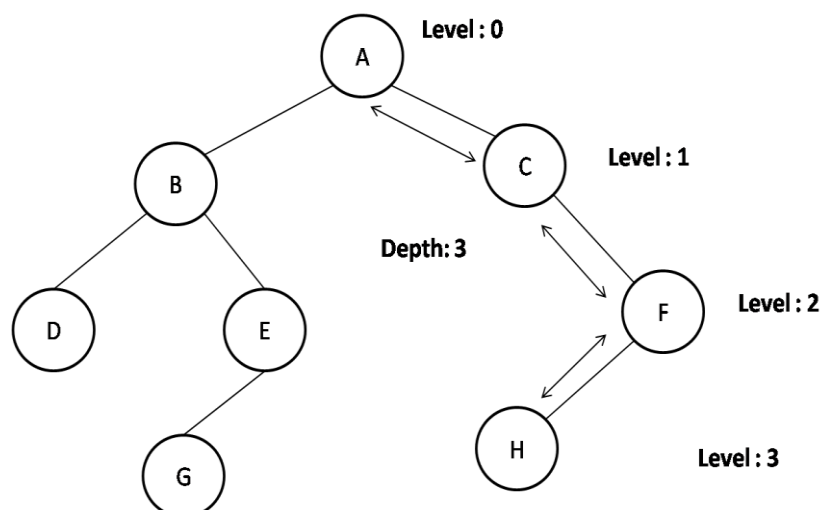 Level : 0
A
C
Level : 1
B
Depth: 3
Level : 2
F
D
E
H
Level : 3
G